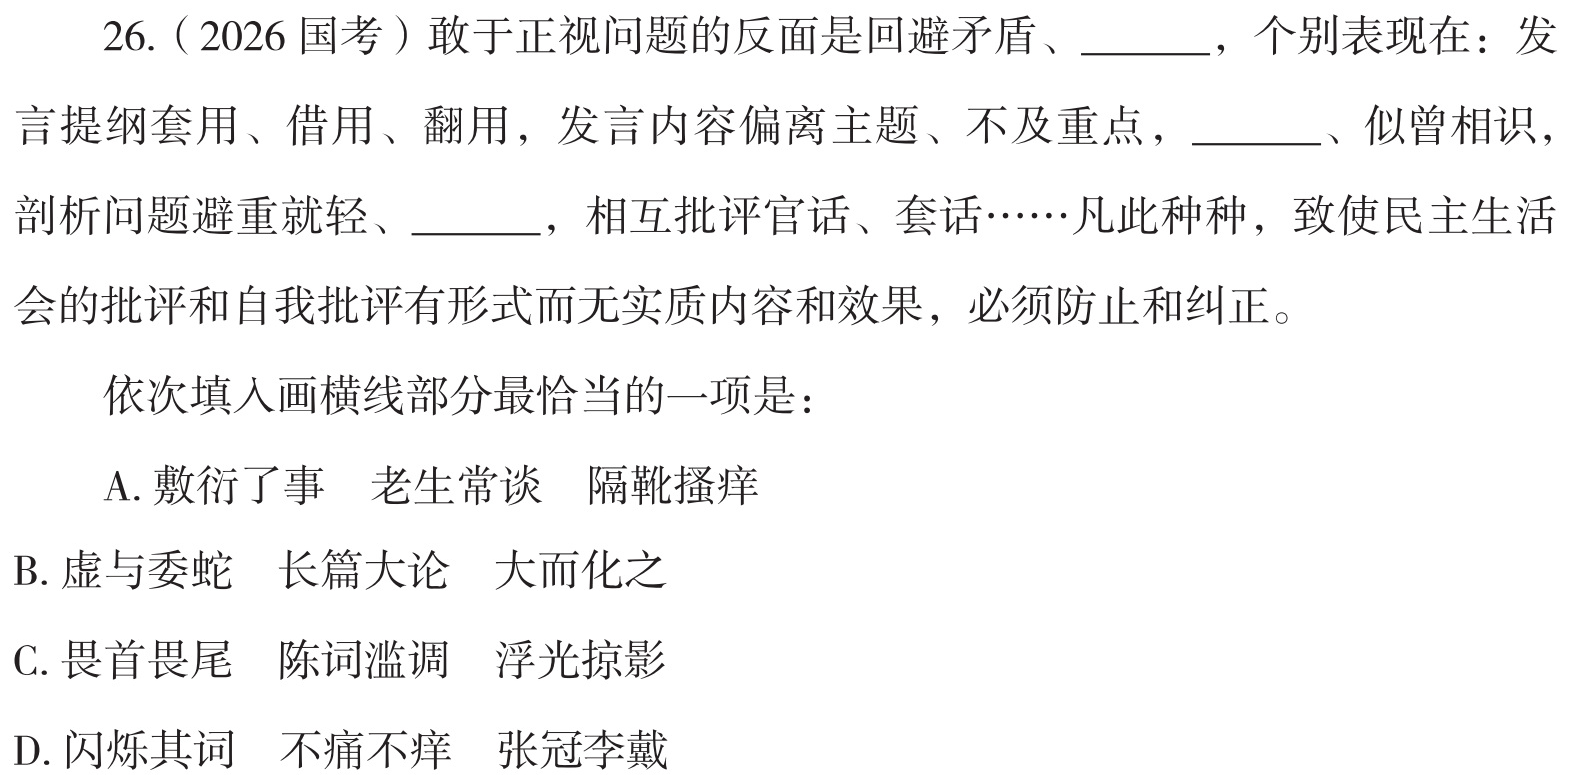 26.（2026 国考）敢于正视问题的反面是回避矛盾、______，个别表现在：发
言提纲套用、借用、翻用，发言内容偏离主题、不及重点，______、似曾相识，
剖析问题避重就轻、______，相互批评官话、套话……凡此种种，致使民主生活
会的批评和自我批评有形式而无实质内容和效果，必须防止和纠正。
依次填入画横线部分最恰当的一项是：
A. 敷衍了事 老生常谈 隔靴搔痒
B. 虚与委蛇 长篇大论 大而化之
C. 畏首畏尾 陈词滥调 浮光掠影
D. 闪烁其词 不痛不痒 张冠李戴